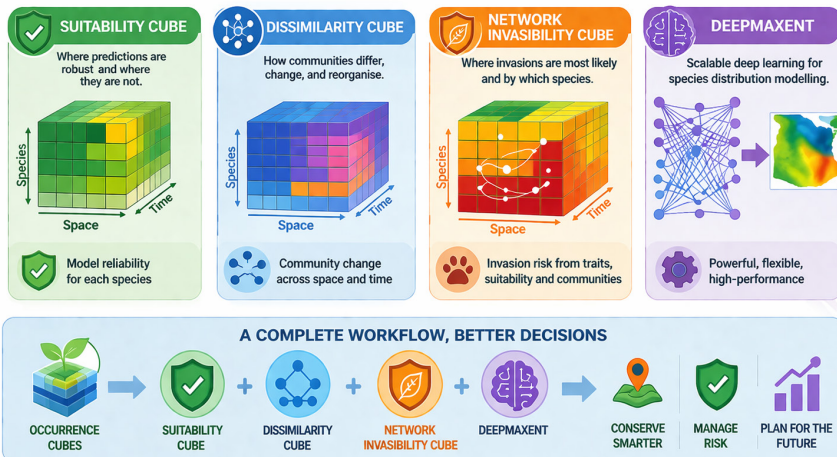 SUITABILITY CUBE
Where predictions are
robust and where
they are not.
Species
Space
Time
Model reliability
for each species
DISSIMILARITY CUBE
How communities differ,
change, and reorganise.
Species
Space
Time
Community change
across space and time
NETWORK
INVASIBILITY CUBE
Where invasions are most likely
and by which species.
Species
Space
Time
Invasion risk from traits,
suitability and communities
DEEPMAXENT
Scalable deep learning for
species distribution modelling.
Powerful, flexible,
high-performance
A COMPLETE WORKFLOW, BETTER DECISIONS
OCCURRENCE
CUBES
SUITABILITY
CUBE
DISSIMILARITY
CUBE
NETWORK
INVASIBILITY CUBE
DEEPMAXENT
CONSERVE
SMARTER
MANAGE
RISK
PLAN FOR THE
FUTURE